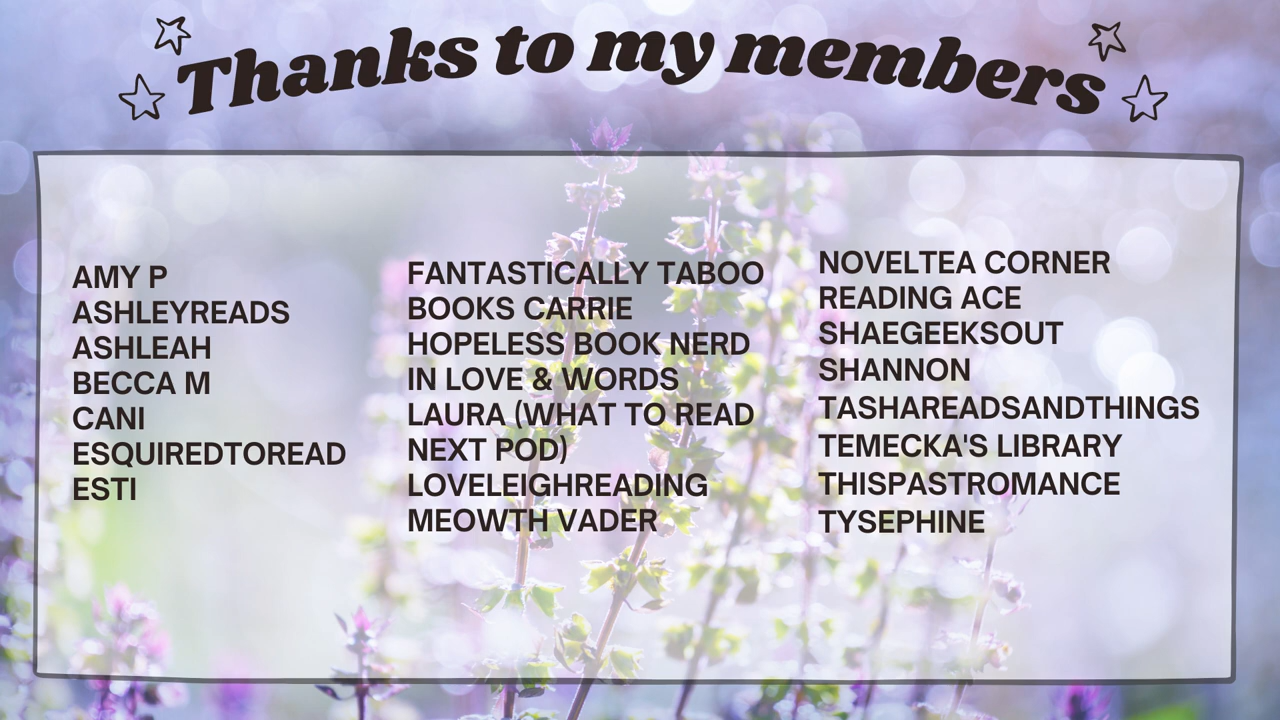 Thanks to my members
AMY P
ASHLEYREADS
ASHLEAH
BECCA M
CANI
ESQUIREDTOREAD
ESTI
FANTASTICALLY TABOO
BOOKS CARRIE
HOPELESS BOOK NERD
IN LOVE & WORDS
LAURA (WHAT TO READ
NEXT POD)
LOVELEIGHREADING
MEOWTH VADER
NOVELTEA CORNER
READING ACE
SHAEGEEKSOUT
SHANNON
TASHAREADSANDTHINGS
TEMECKA'S LIBRARY
THISPASTROMANCE
TYSEPHINE